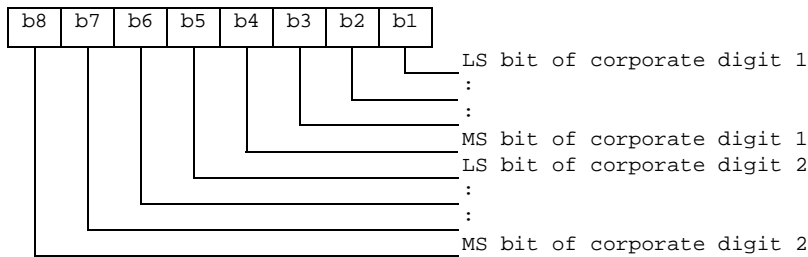 b8 b7 b6 b5 b4 b3 b2 b1
LS bit of corporate digit 1
:
:
MS bit of corporate digit 1
LS bit of corporate digit 2
:
:
MS bit of corporate digit 2